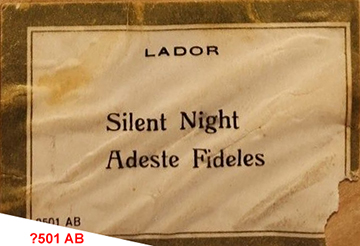 LADOR
Silent Night
Adeste Fideles
501 AB
?501 AB